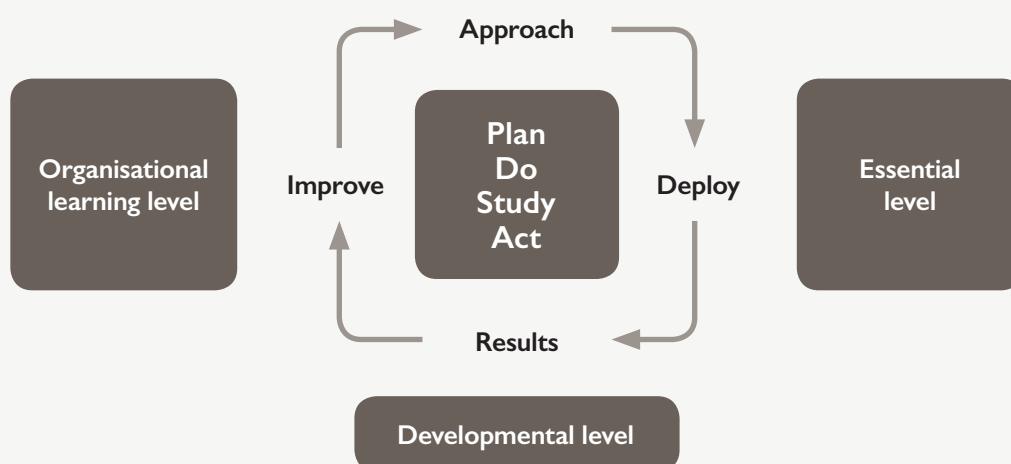 Approach
Organisational
learning level
Improve
Plan
Do
Study
Act
Deploy
Essential
level
Results
Developmental level